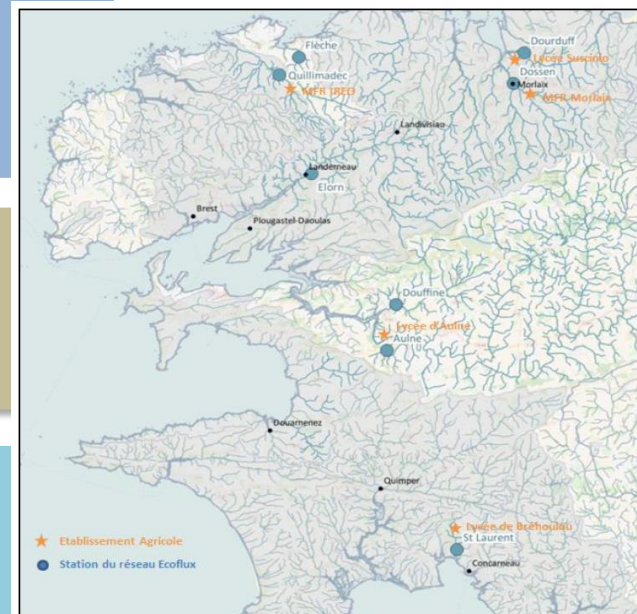 Flèche
Dourduff
Lycée Suscinio
Quillimadec
MFR IREO
Dossen
Morlaix
MFR Morlaix
Landivisiau
Landerneau
Elorn
Brest
Plougastel-Daoulas
Douffine
Lycée d'Aulne
Aulne
Douarnenez
Quimper
Lycée de Bréhoulou
St Laurent
Concarneau
Etablissement Agricole
Station du réseau Ecoflux